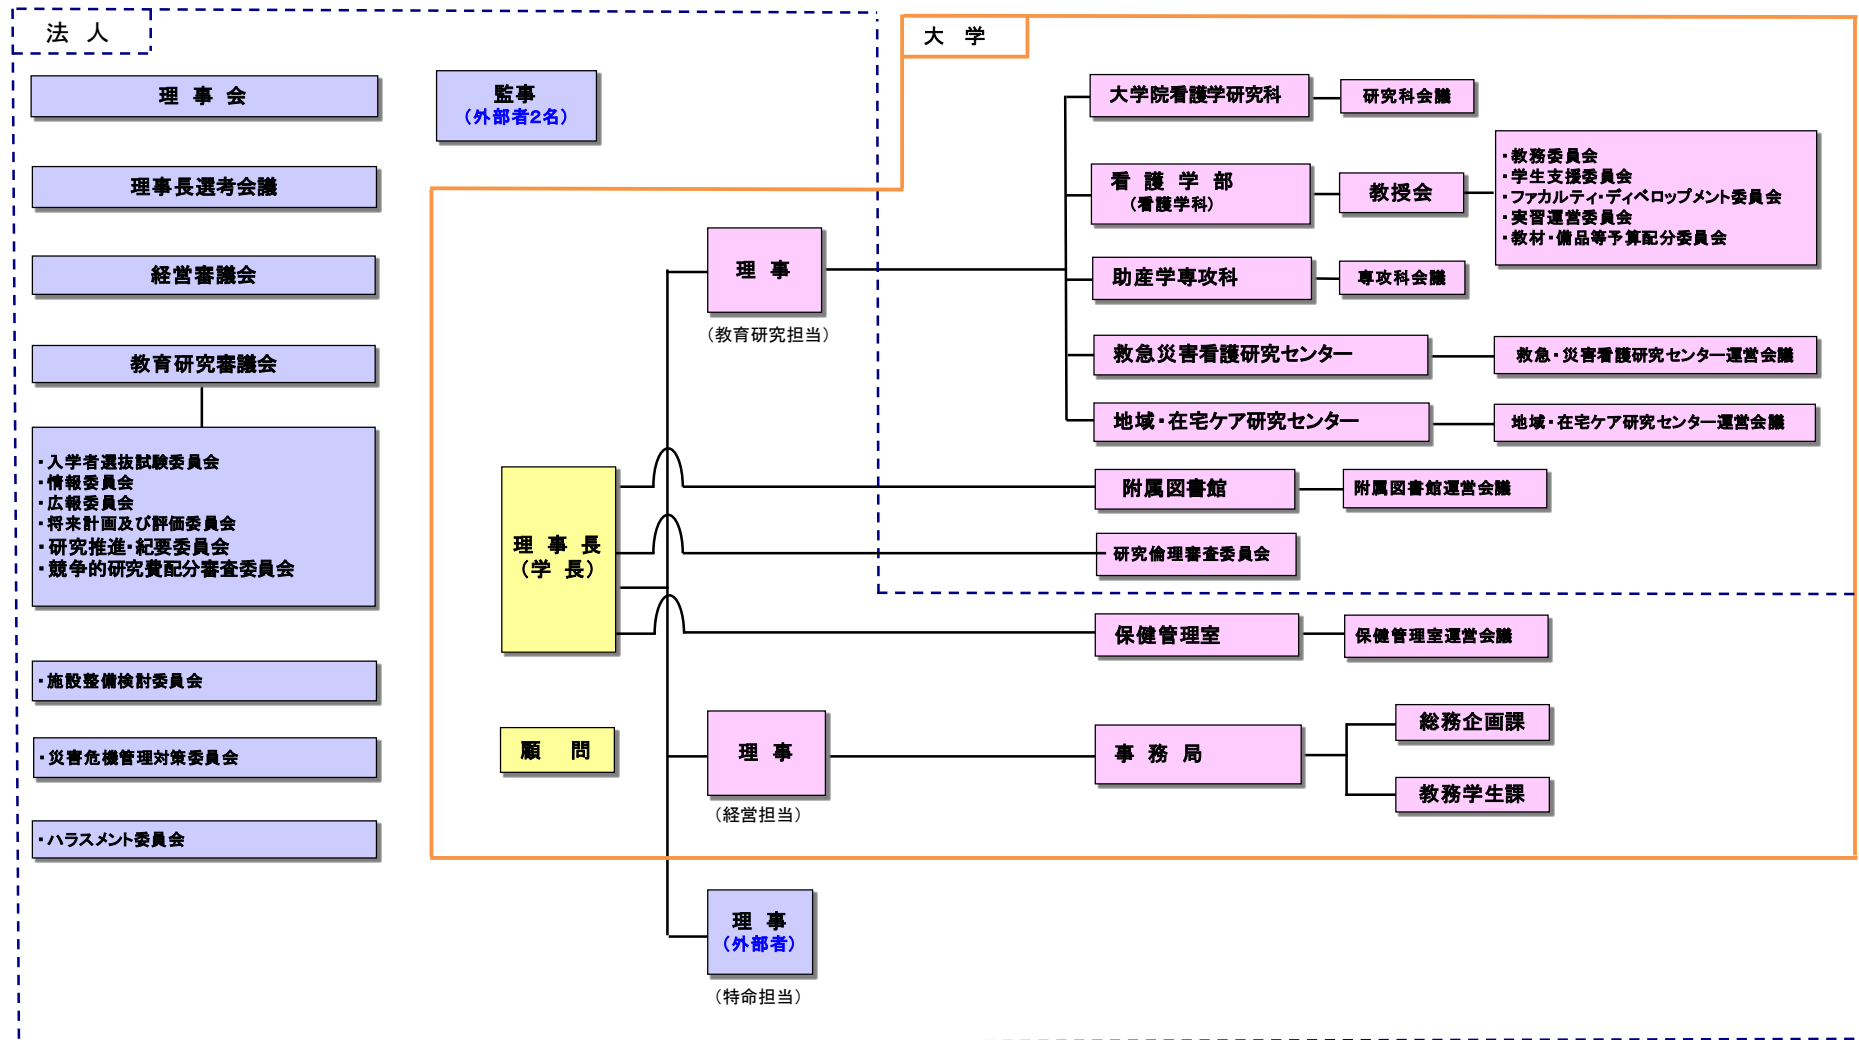 法 人
理 事 会
理事長選考会議
経営審議会
教育研究審議会
・入学者選抜試験委員会
・情報委員会
・広報委員会
・将来計画及び評価委員会
・研究推進・紀要委員会
・競争的研究費配分審査委員会
・施設整備検討委員会
・災害危機管理対策委員会
・ハラスメント委員会
監事
（外部者2名）
理 事 長
（学 長）
顧 問
理 事
（教育研究担当）
理 事
（経営担当）
理 事
（外部者）
（特命担当）
大 学
大学院看護学研究科
研究科会議
看 護 学 部
（看護学科）
教授会
・教務委員会
・学生支援委員会
・ファカルティ・ディベロップメント委員会
・実習運営委員会
・教材・備品等予算配分委員会
助産学専攻科
専攻科会議
救急災害看護研究センター
救急・災害看護研究センター運営会議
地域・在宅ケア研究センター
地域・在宅ケア研究センター運営会議
附属図書館
附属図書館運営会議
研究倫理審査委員会
保健管理室
保健管理室運営会議
事 務 局
総務企画課
教務学生課